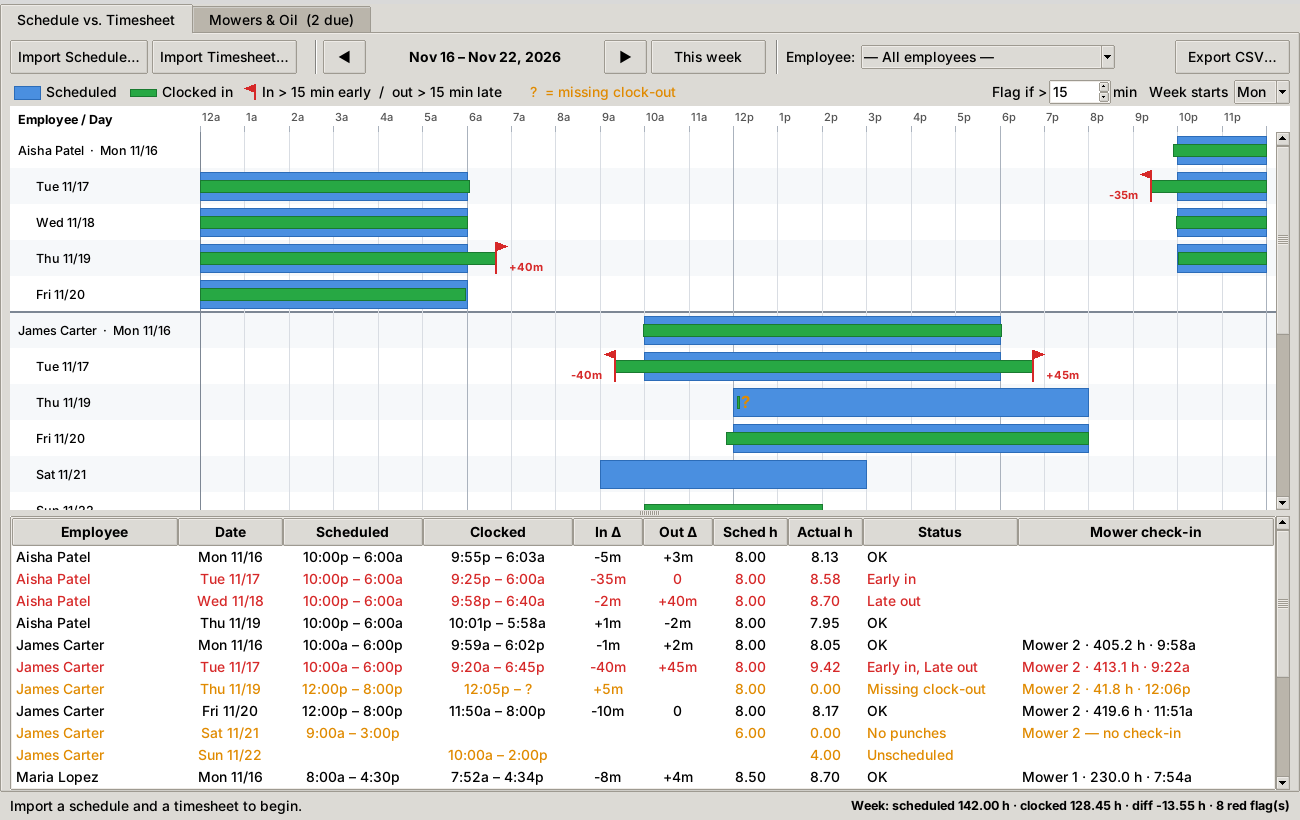 Schedule vs. Timesheet Mowers & Oil (2 due)
Import Schedule... Import Timesheet... ◀ Nov 16 – Nov 22, 2026 ▶ This week Employee: — All employees — Export CSV...
Scheduled Clocked in In > 15 min early / out > 15 min late ? = missing clock-out Flag if > 15 min Week starts Mon
Employee / Day 12a 1a 2a 3a 4a 5a 6a 7a 8a 9a 10a 11a 12p 1p 2p 3p 4p 5p 6p 7p 8p 9p 10p 11p
Aisha Patel · Mon 11/16
Tue 11/17 -35m
Wed 11/18
Thu 11/19 +40m
Fri 11/20
James Carter · Mon 11/16
Tue 11/17 -40m +45m
Thu 11/19 ?
Fri 11/20
Sat 11/21
Sun 11/22
Employee Date Scheduled Clocked In Δ Out Δ Sched h Actual h Status Mower check-in
Aisha Patel Mon 11/16 10:00p – 6:00a 9:55p – 6:03a -5m +3m 8.00 8.13 OK
Aisha Patel Tue 11/17 10:00p – 6:00a 9:25p – 6:00a -35m 0 8.00 8.58 Early in
Aisha Patel Wed 11/18 10:00p – 6:00a 9:58p – 6:40a -2m +40m 8.00 8.70 Late out
Aisha Patel Thu 11/19 10:00p – 6:00a 10:01p – 5:58a +1m -2m 8.00 7.95 OK
James Carter Mon 11/16 10:00a – 6:00p 9:59a – 6:02p -1m +2m 8.00 8.05 OK Mower 2 · 405.2 h · 9:58a
James Carter Tue 11/17 10:00a – 6:00p 9:20a – 6:45p -40m +45m 8.00 9.42 Early in, Late out Mower 2 · 413.1 h · 9:22a
James Carter Thu 11/19 12:00p – 8:00p 12:05p – ? +5m 8.00 0.00 Missing clock-out Mower 2 · 41.8 h · 12:06p
James Carter Fri 11/20 12:00p – 8:00p 11:50a – 8:00p -10m 0 8.00 8.17 OK Mower 2 · 419.6 h · 11:51a
James Carter Sat 11/21 9:00a – 3:00p 6.00 0.00 No punches Mower 2 — no check-in
James Carter Sun 11/22 10:00a – 2:00p 4.00 Unscheduled
Maria Lopez Mon 11/16 8:00a – 4:30p 7:52a – 4:34p -8m +4m 8.50 8.70 OK Mower 1 · 230.0 h · 7:54a
Import a schedule and a timesheet to begin. Week: scheduled 142.00 h · clocked 128.45 h · diff -13.55 h · 8 red flag(s)